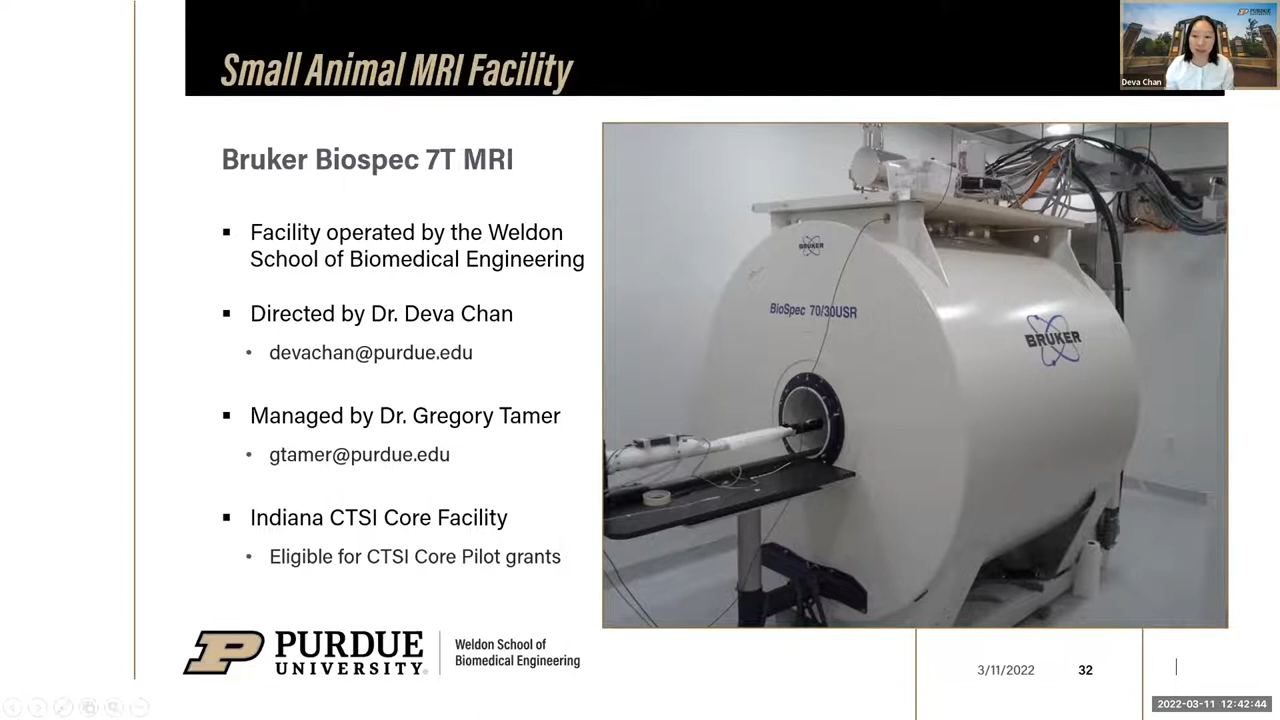 Small Animal MRI Facility
PURDUE
UNIVERSITY
Deva Chan
Bruker Biospec 7T MRI
▪ Facility operated by the Weldon
School of Biomedical Engineering
▪ Directed by Dr. Deva Chan
• devachan@purdue.edu
▪ Managed by Dr. Gregory Tamer
• gtamer@purdue.edu
▪ Indiana CTSI Core Facility
• Eligible for CTSI Core Pilot grants
BRUKER
BioSpec 70/30USR
BRUKER
P PURDUE
UNIVERSITY®
Weldon School of
Biomedical Engineering
3/11/2022
32
2022-03-11 12:42:44